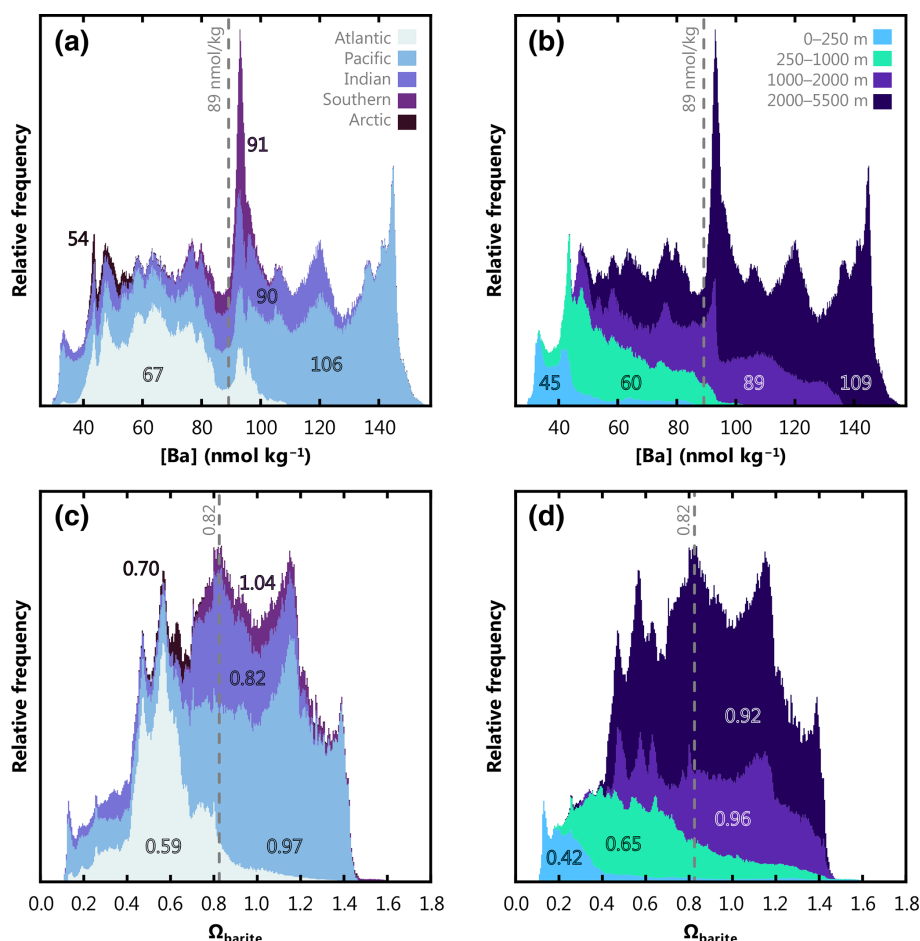 (a)
89 nmol/kg
Atlantic
Pacific
Indian
Southern
Arctic
54
91
90
67
106
Relative frequency
40 60 80 100 120 140
[Ba] (nmol kg⁻¹)
(b)
89 nmol/kg
0–250 m
250–1000 m
1000–2000 m
2000–5500 m
45
60
89
109
Relative frequency
40 60 80 100 120 140
[Ba] (nmol kg⁻¹)
(c)
0.82
0.70
1.04
0.82
0.59
0.97
Relative frequency
0.0 0.2 0.4 0.6 0.8 1.0 1.2 1.4 1.6 1.8
Ωbarite
(d)
0.82
0.92
0.96
0.65
0.42
Relative frequency
0.0 0.2 0.4 0.6 0.8 1.0 1.2 1.4 1.6 1.8
Ωbarite